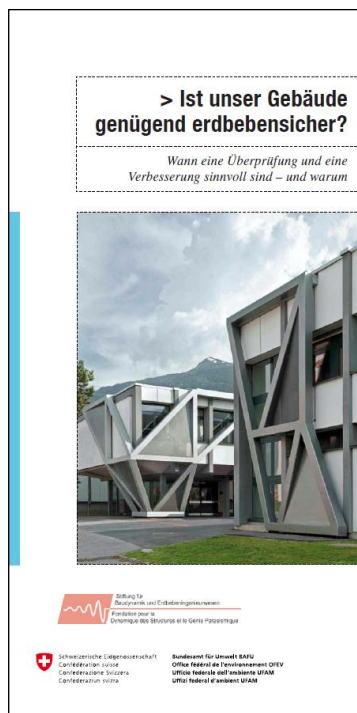 > Ist unser Gebäude
genügend erdbebensicher?
Wann eine Überprüfung und eine
Verbesserung sinnvoll sind – und warum
Stiftung für
Baudynamik und Erdbebeningenieurwesen
Fondation pour la
Dynamique des Structures et le Génie Parasismique
Schweizerische Eidgenossenschaft
Confédération suisse
Confederazione Svizzera
Confederaziun svizra
Bundesamt für Umwelt BAFU
Office fédéral de l'environnement OFEV
Ufficio federale dell'ambiente UFAM
Uffizi federal d'ambient UFAM